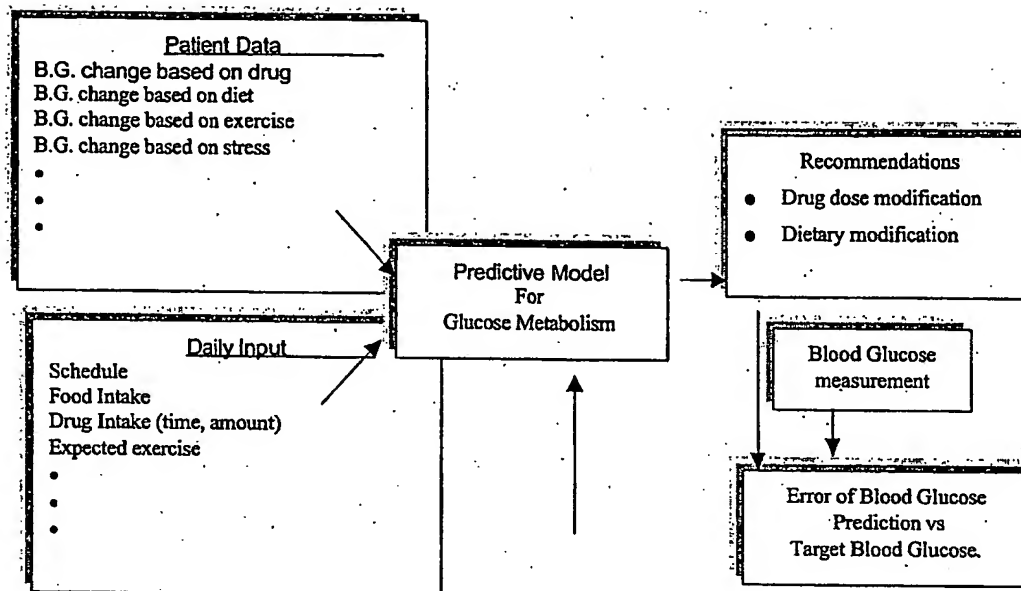 Patient Data
B.G. change based on drug
B.G. change based on diet
B.G. change based on exercise
B.G. change based on stress
•
•
•
Daily Input
Schedule
Food Intake
Drug Intake (time, amount)
Expected exercise
•
•
•
Predictive Model
For
Glucose Metabolism
Recommendations
• Drug dose modification
• Dietary modification
Blood Glucose
measurement
Error of Blood Glucose
Prediction vs
Target Blood Glucose.